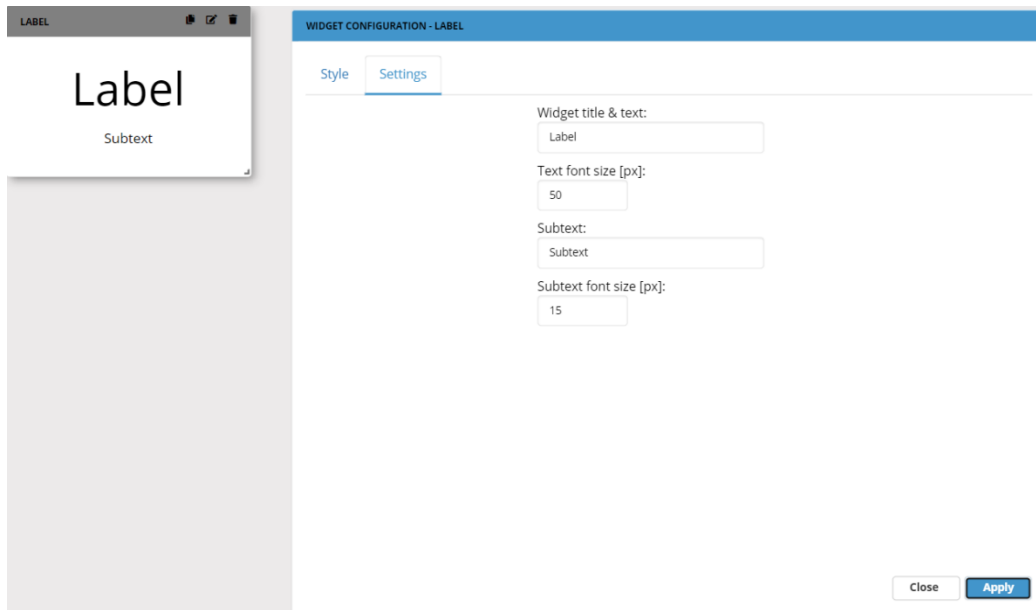 LABEL
Label
Subtext
WIDGET CONFIGURATION - LABEL
Style
Settings
Widget title & text:
Label
Text font size [px]:
50
Subtext:
Subtext
Subtext font size [px]:
15
Close
Apply